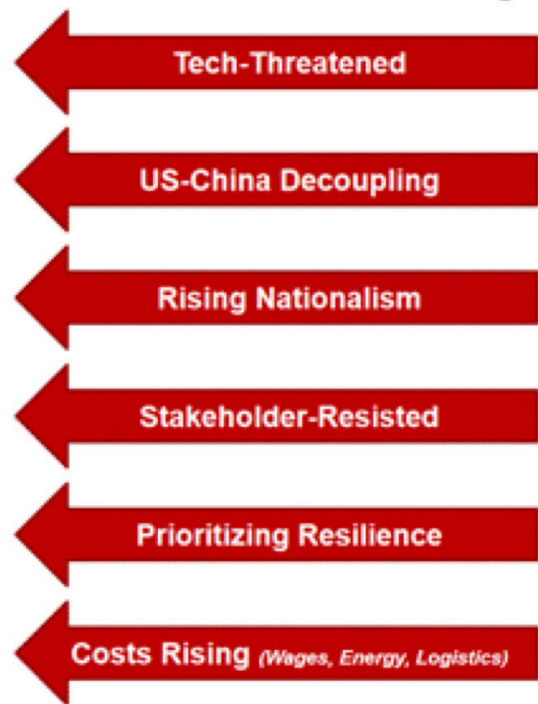 Tech-Threatened
US-China Decoupling
Rising Nationalism
Stakeholder-Resisted
Prioritizing Resilience
Costs Rising (Wages, Energy, Logistics)